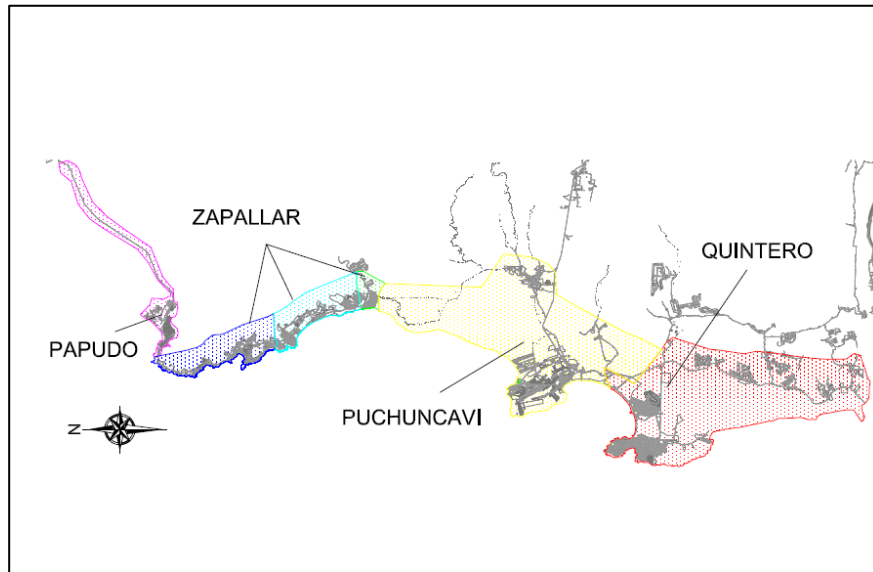 ZAPALLAR
QUINTERO
PAPUDO
PUCHUNCAVI
N